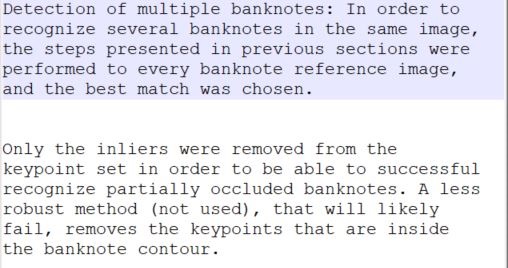 Detection of multiple banknotes: In order to
recognize several banknotes in the same image,
the steps presented in previous sections were
performed to every banknote reference image,
and the best match was chosen.
Only the inliers were removed from the
keypoint set in order to be able to successful
recognize partially occluded banknotes. A less
robust method (not used), that will likely
fail, removes the keypoints that are inside
the banknote contour.